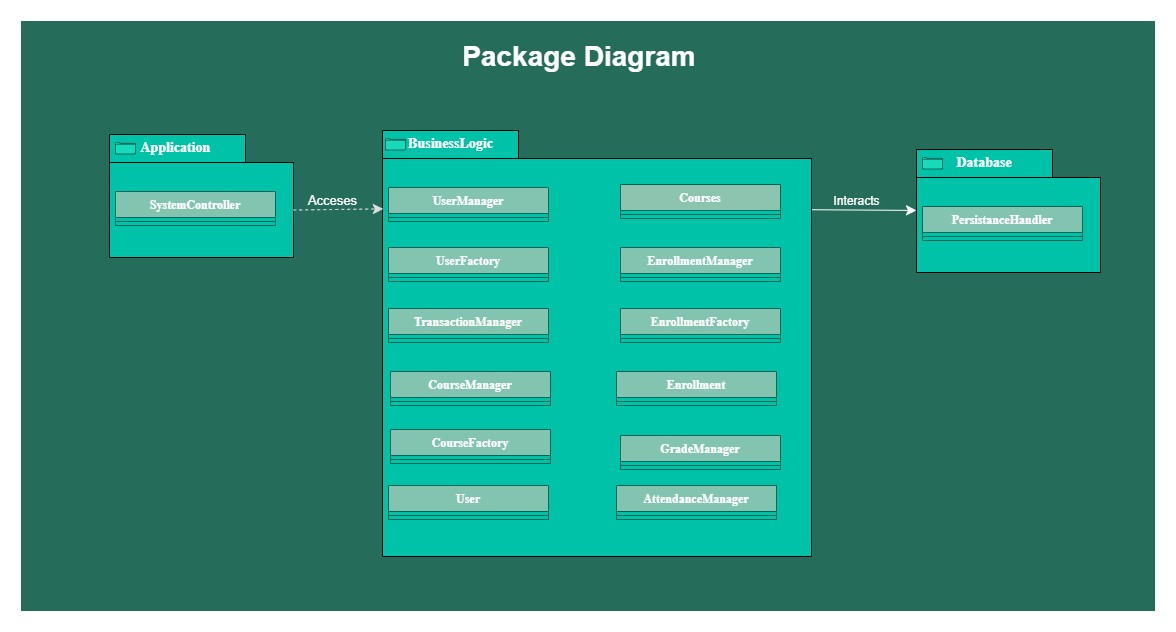 Package Diagram
Application
SystemController
Acceses
BusinessLogic
UserManager
Courses
UserFactory
EnrollmentManager
TransactionManager
EnrollmentFactory
CourseManager
Enrollment
CourseFactory
GradeManager
User
AttendanceManager
Interacts
Database
PersistanceHandler